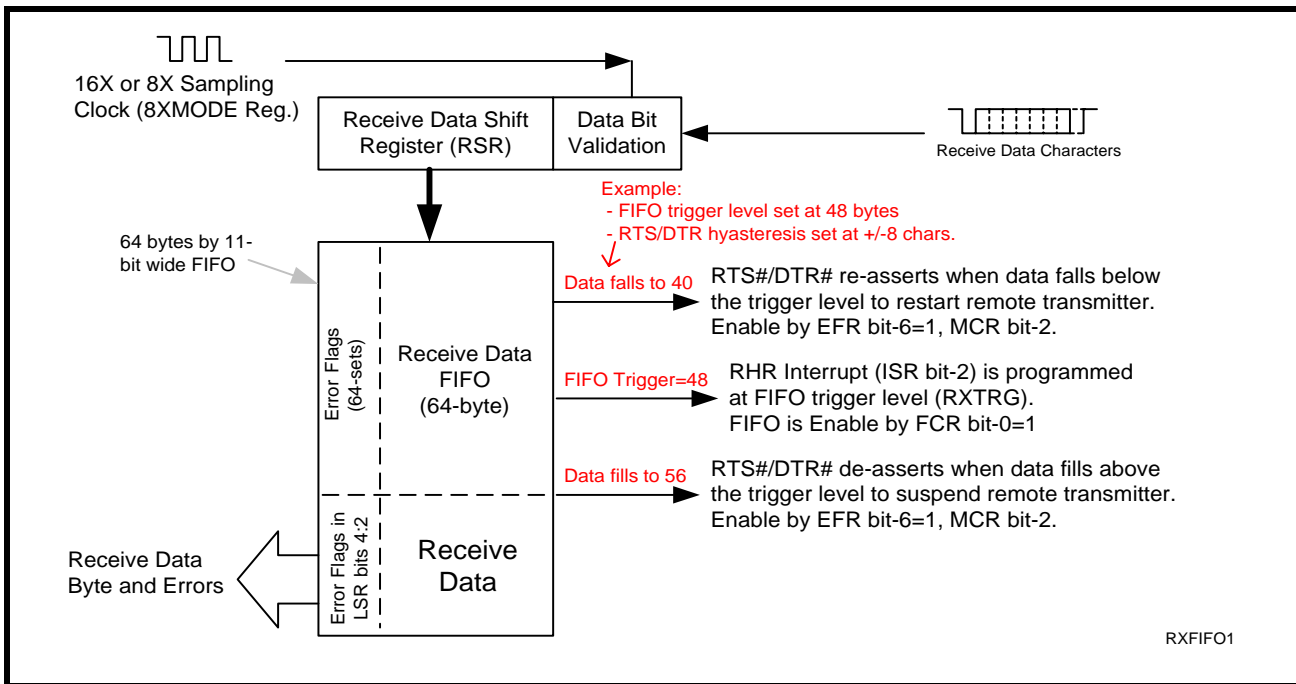 16X or 8X Sampling
Clock (8XMODE Reg.)
Receive Data Shift
Register (RSR)
Data Bit
Validation
Receive Data Characters
Example:
- FIFO trigger level set at 48 bytes
- RTS/DTR hyasteresis set at +/-8 chars.
64 bytes by 11-
bit wide FIFO
Data falls to 40
RTS#/DTR# re-asserts when data falls below
the trigger level to restart remote transmitter.
Enable by EFR bit-6=1, MCR bit-2.
Error Flags
(64-sets)
Receive Data
FIFO
(64-byte)
FIFO Trigger=48
RHR Interrupt (ISR bit-2) is programmed
at FIFO trigger level (RXTRG).
FIFO is Enable by FCR bit-0=1
Data fills to 56
RTS#/DTR# de-asserts when data fills above
the trigger level to suspend remote transmitter.
Enable by EFR bit-6=1, MCR bit-2.
Error Flags in
LSR bits 4:2
Receive
Data
Receive Data
Byte and Errors
RXFIFO1